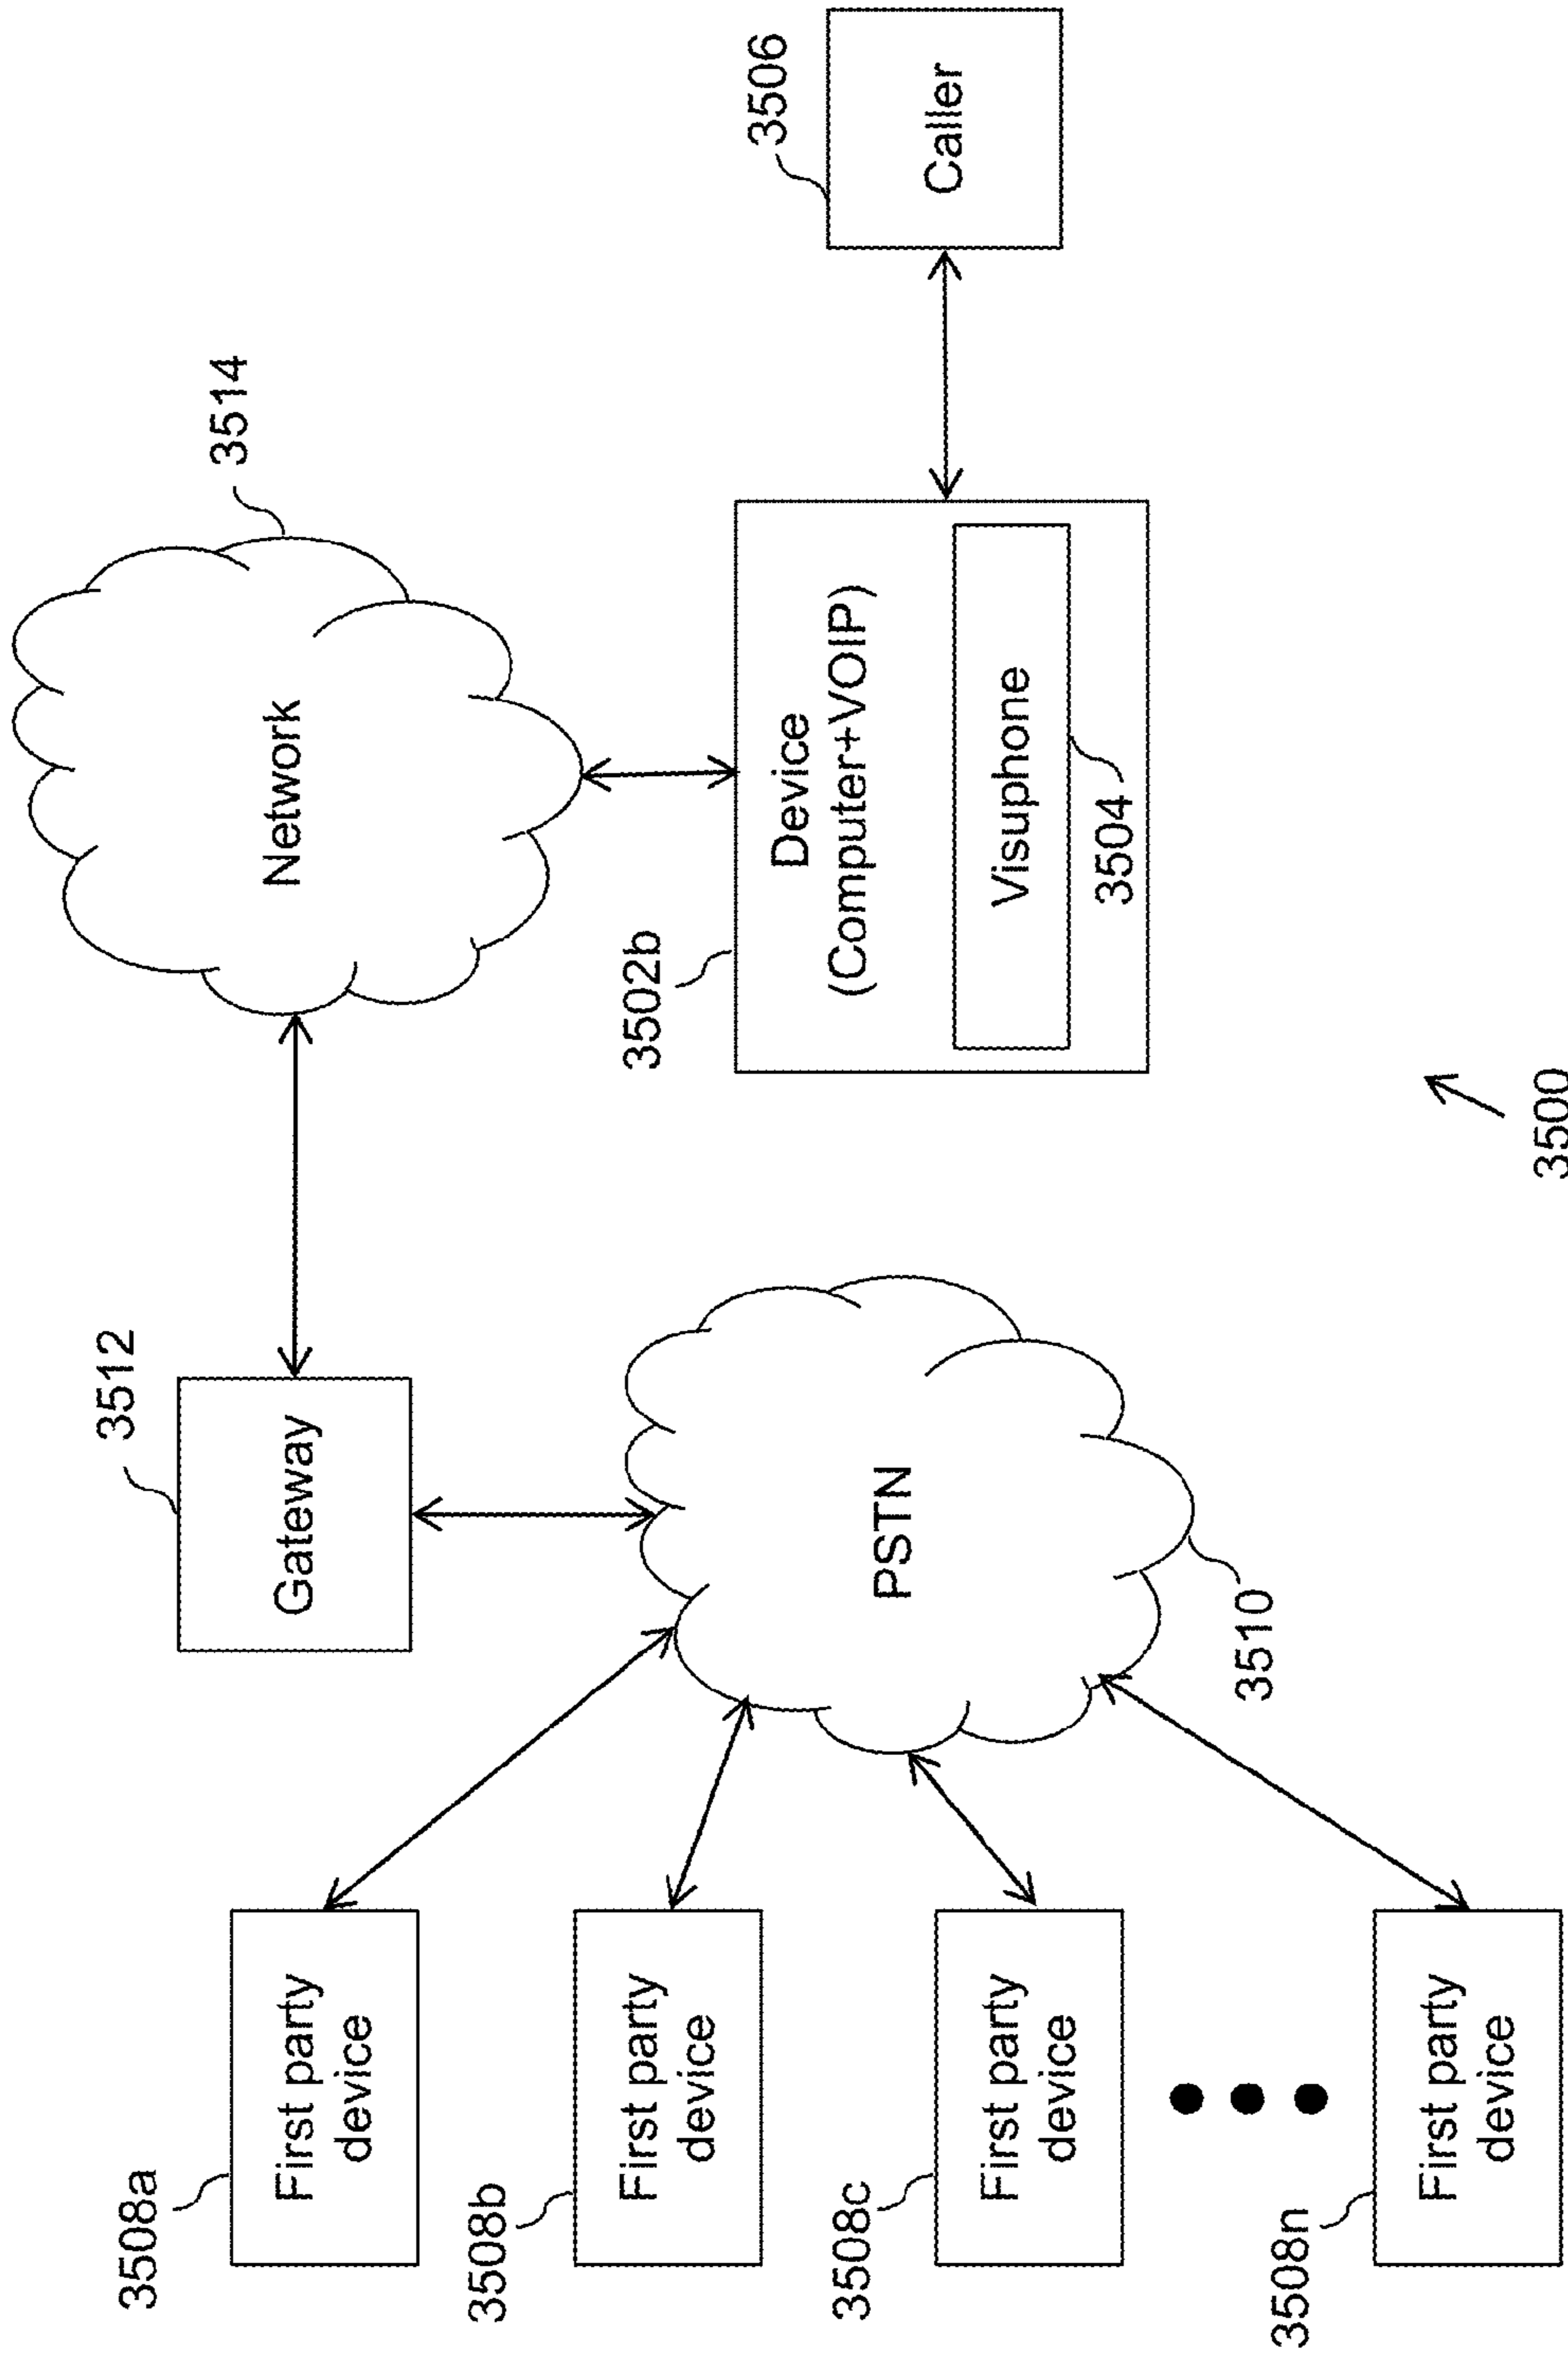 3508a
First party
device
3508b
First party
device
3508c
First party
device
3508n
First party
device
3512
Gateway
PSTN
3510
3514
Network
3502b
Device
(Computer+VOIP)
Visuphone
3504
3506
Caller
3500